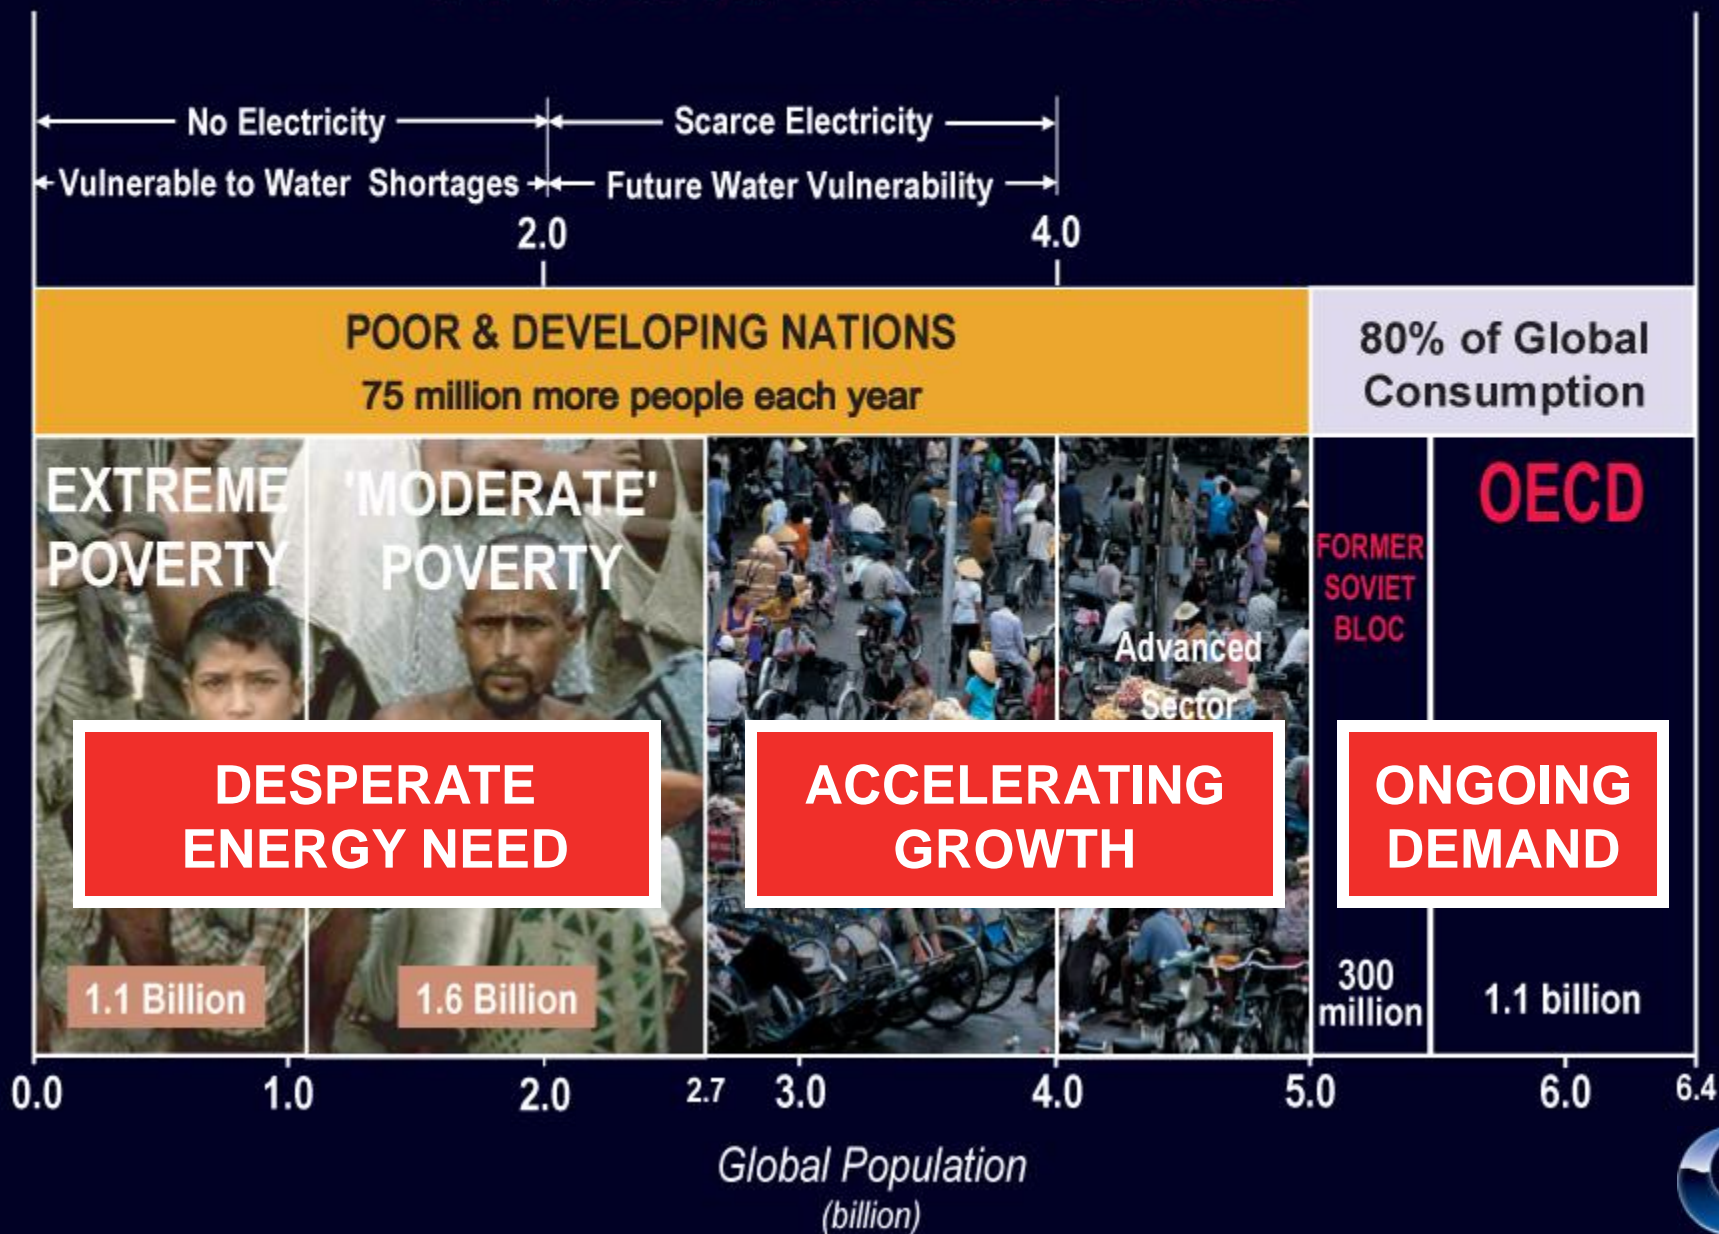 No Electricity
Scarce Electricity
Vulnerable to Water Shortages
Future Water Vulnerability
2.0
4.0
POOR & DEVELOPING NATIONS
75 million more people each year
80% of Global
Consumption
EXTREME
POVERTY
'MODERATE'
POVERTY
Advanced
Sector
FORMER
SOVIET
BLOC
OECD
DESPERATE
ENERGY NEED
ACCELERATING
GROWTH
ONGOING
DEMAND
1.1 Billion
1.6 Billion
300
million
1.1 billion
0.0
1.0
2.0
2.7
3.0
4.0
5.0
6.0
6.4
Global Population
(billion)